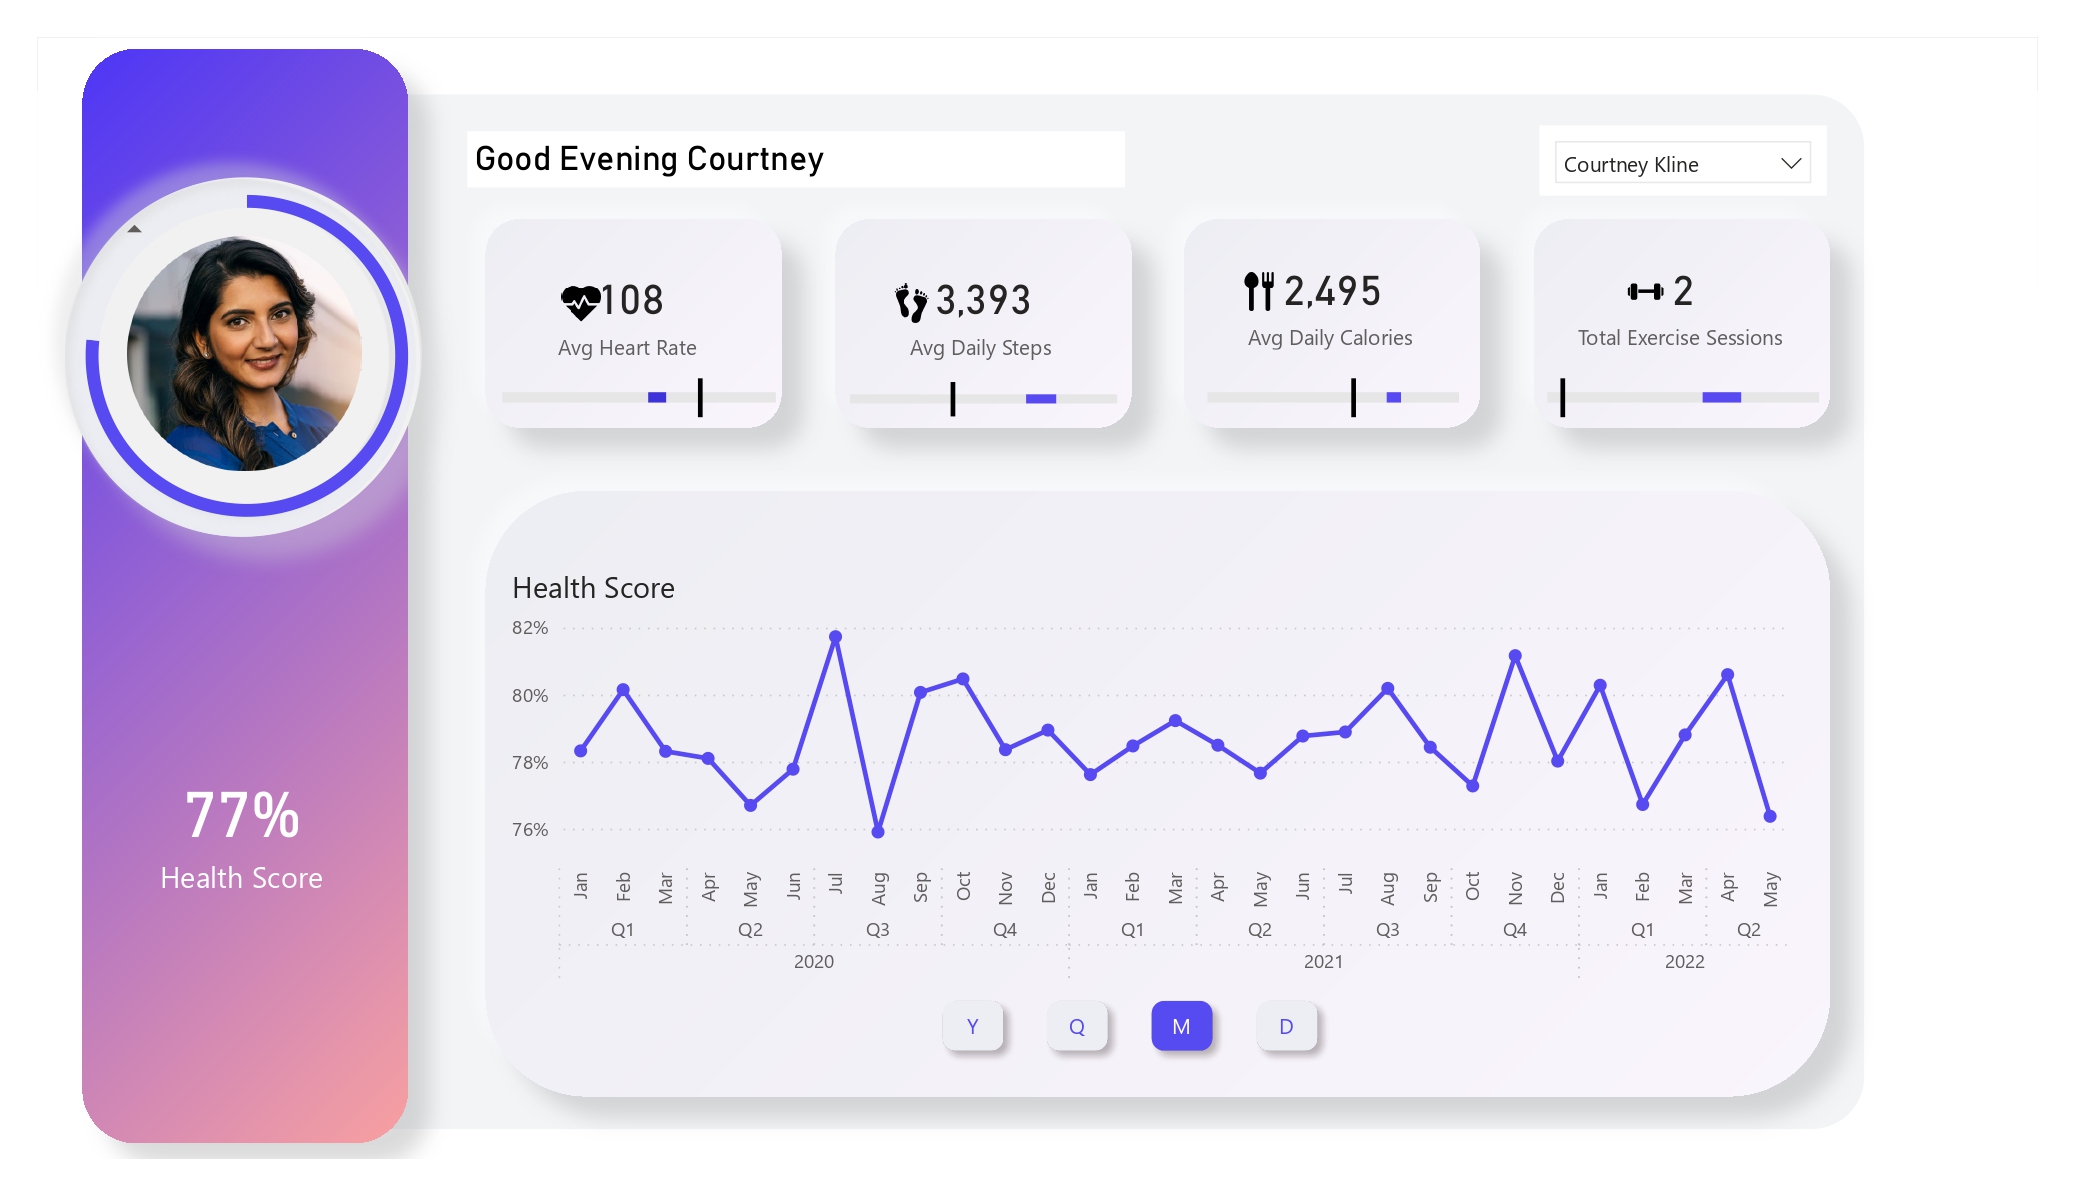 Good Evening Courtney
Courtney Kline
108
Avg Heart Rate
3,393
Avg Daily Steps
2,495
Avg Daily Calories
2
Total Exercise Sessions
77%
Health Score
Health Score
82%
80%
78%
76%
Jan Feb Mar Apr May Jun Jul Aug Sep Oct Nov Dec Jan Feb Mar Apr May Jun Jul Aug Sep Oct Nov Dec Jan Feb Mar Apr May
Q1 Q2 Q3 Q4 Q1 Q2 Q3 Q4 Q1 Q2
2020 2021 2022
Y Q M D